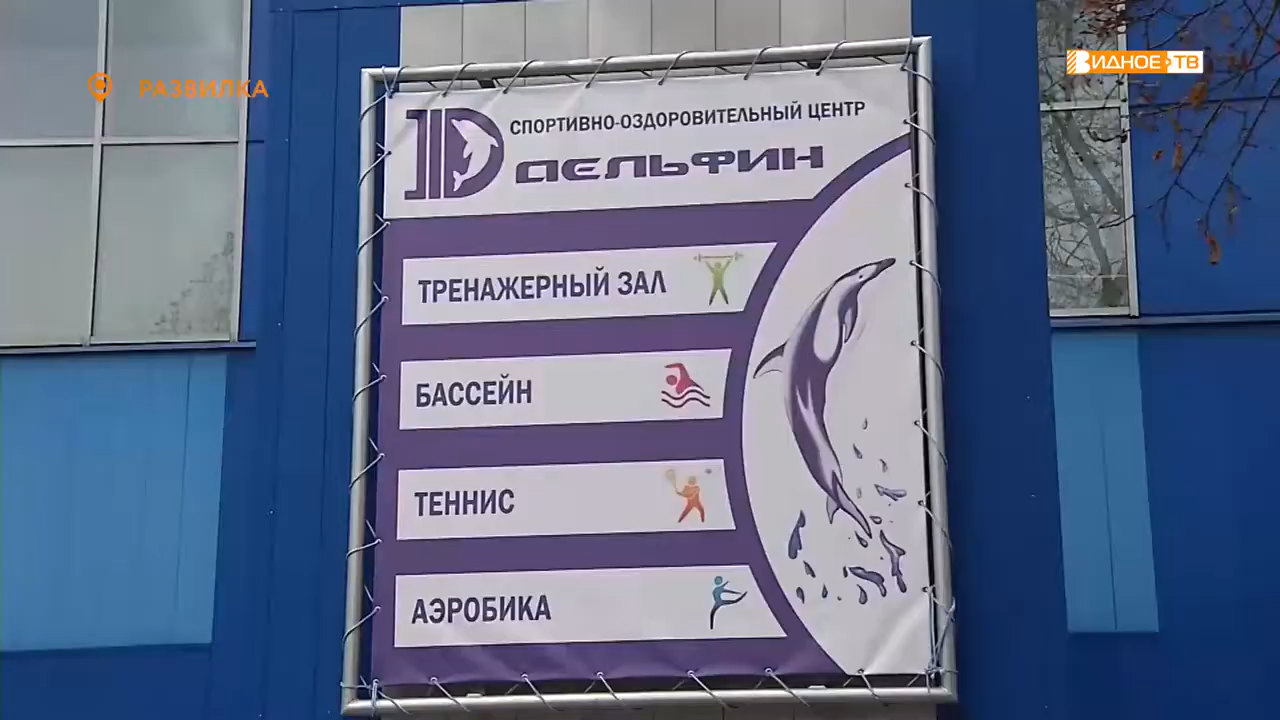 РАЗВИЛКА
ВИДНОЕ ТВ
СПОРТИВНО-ОЗДОРОВИТЕЛЬНЫЙ ЦЕНТР
ДЕЛЬФИН
ТРЕНАЖЕРНЫЙ ЗАЛ
БАССЕЙН
ТЕННИС
АЭРОБИКА